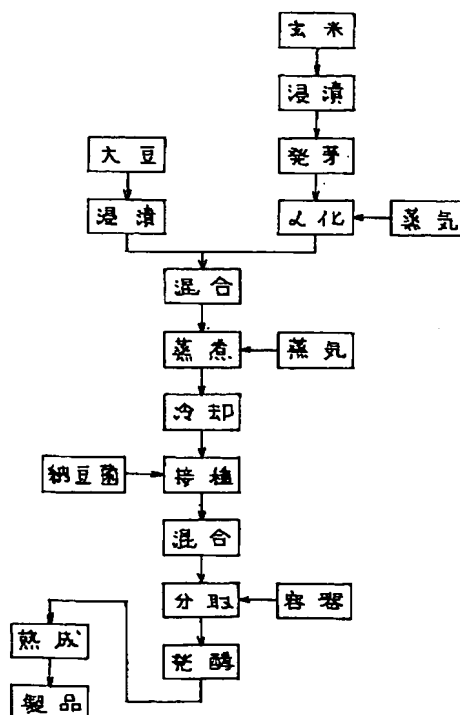 玄米
浸漬
大豆
発芽
浸漬
α化
蒸気
混合
蒸煮
蒸気
冷却
納豆菌
接種
混合
分取
容器
熟成
発酵
製品